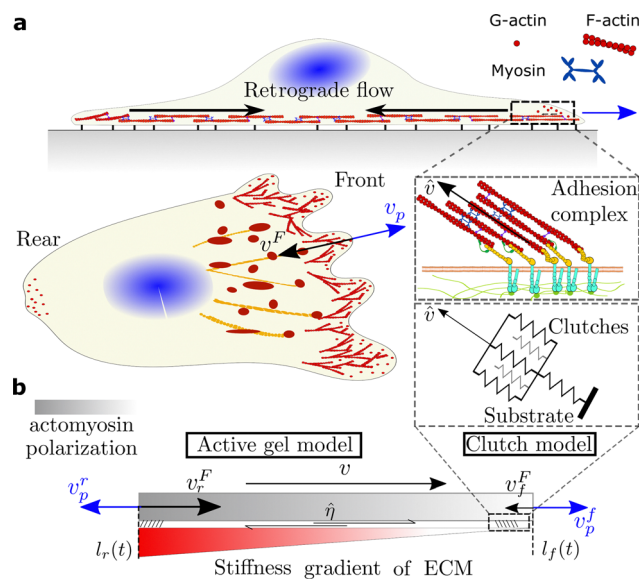 a
G-actin
F-actin
Myosin
Retrograde flow
Front
Rear
v^F
v_p
v̂
Adhesion
complex
v̂
Clutches
Substrate
b
actomyosin
polarization
Active gel model
Clutch model
v_p^r
v_r^F
v
v_f^F
v_p^f
η̂
l_r(t)
l_f(t)
Stiffness gradient of ECM